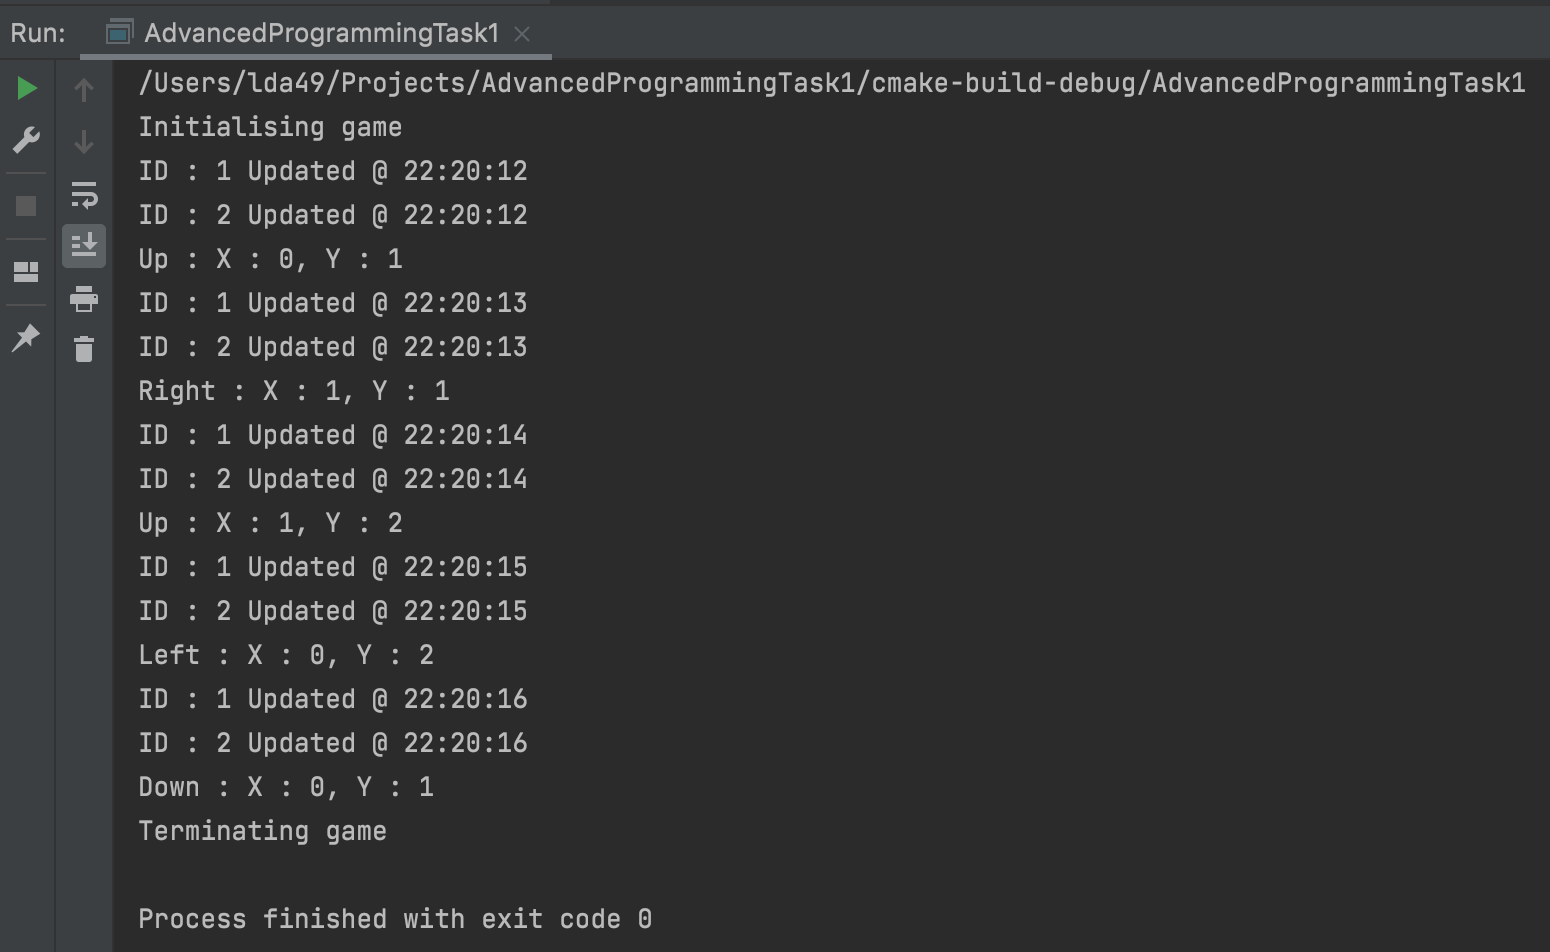 Run: AdvancedProgrammingTask1
/Users/lda49/Projects/AdvancedProgrammingTask1/cmake-build-debug/AdvancedProgrammingTask1
Initialising game
ID : 1 Updated @ 22:20:12
ID : 2 Updated @ 22:20:12
Up : X : 0, Y : 1
ID : 1 Updated @ 22:20:13
ID : 2 Updated @ 22:20:13
Right : X : 1, Y : 1
ID : 1 Updated @ 22:20:14
ID : 2 Updated @ 22:20:14
Up : X : 1, Y : 2
ID : 1 Updated @ 22:20:15
ID : 2 Updated @ 22:20:15
Left : X : 0, Y : 2
ID : 1 Updated @ 22:20:16
ID : 2 Updated @ 22:20:16
Down : X : 0, Y : 1
Terminating game
Process finished with exit code 0